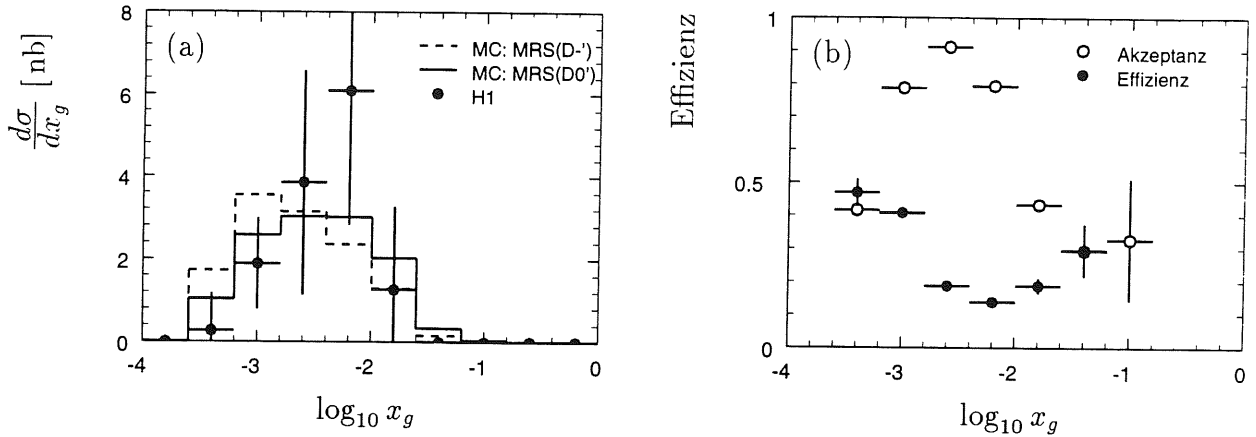 (a)
MC: MRS(D-')
MC: MRS(D0')
H1
dσ/dx_g [nb]
8
6
4
2
0
-4
-3
-2
-1
0
log₁₀ x_g
(b)
Akzeptanz
Effizienz
Effizienz
1
0.5
0
-4
-3
-2
-1
0
log₁₀ x_g